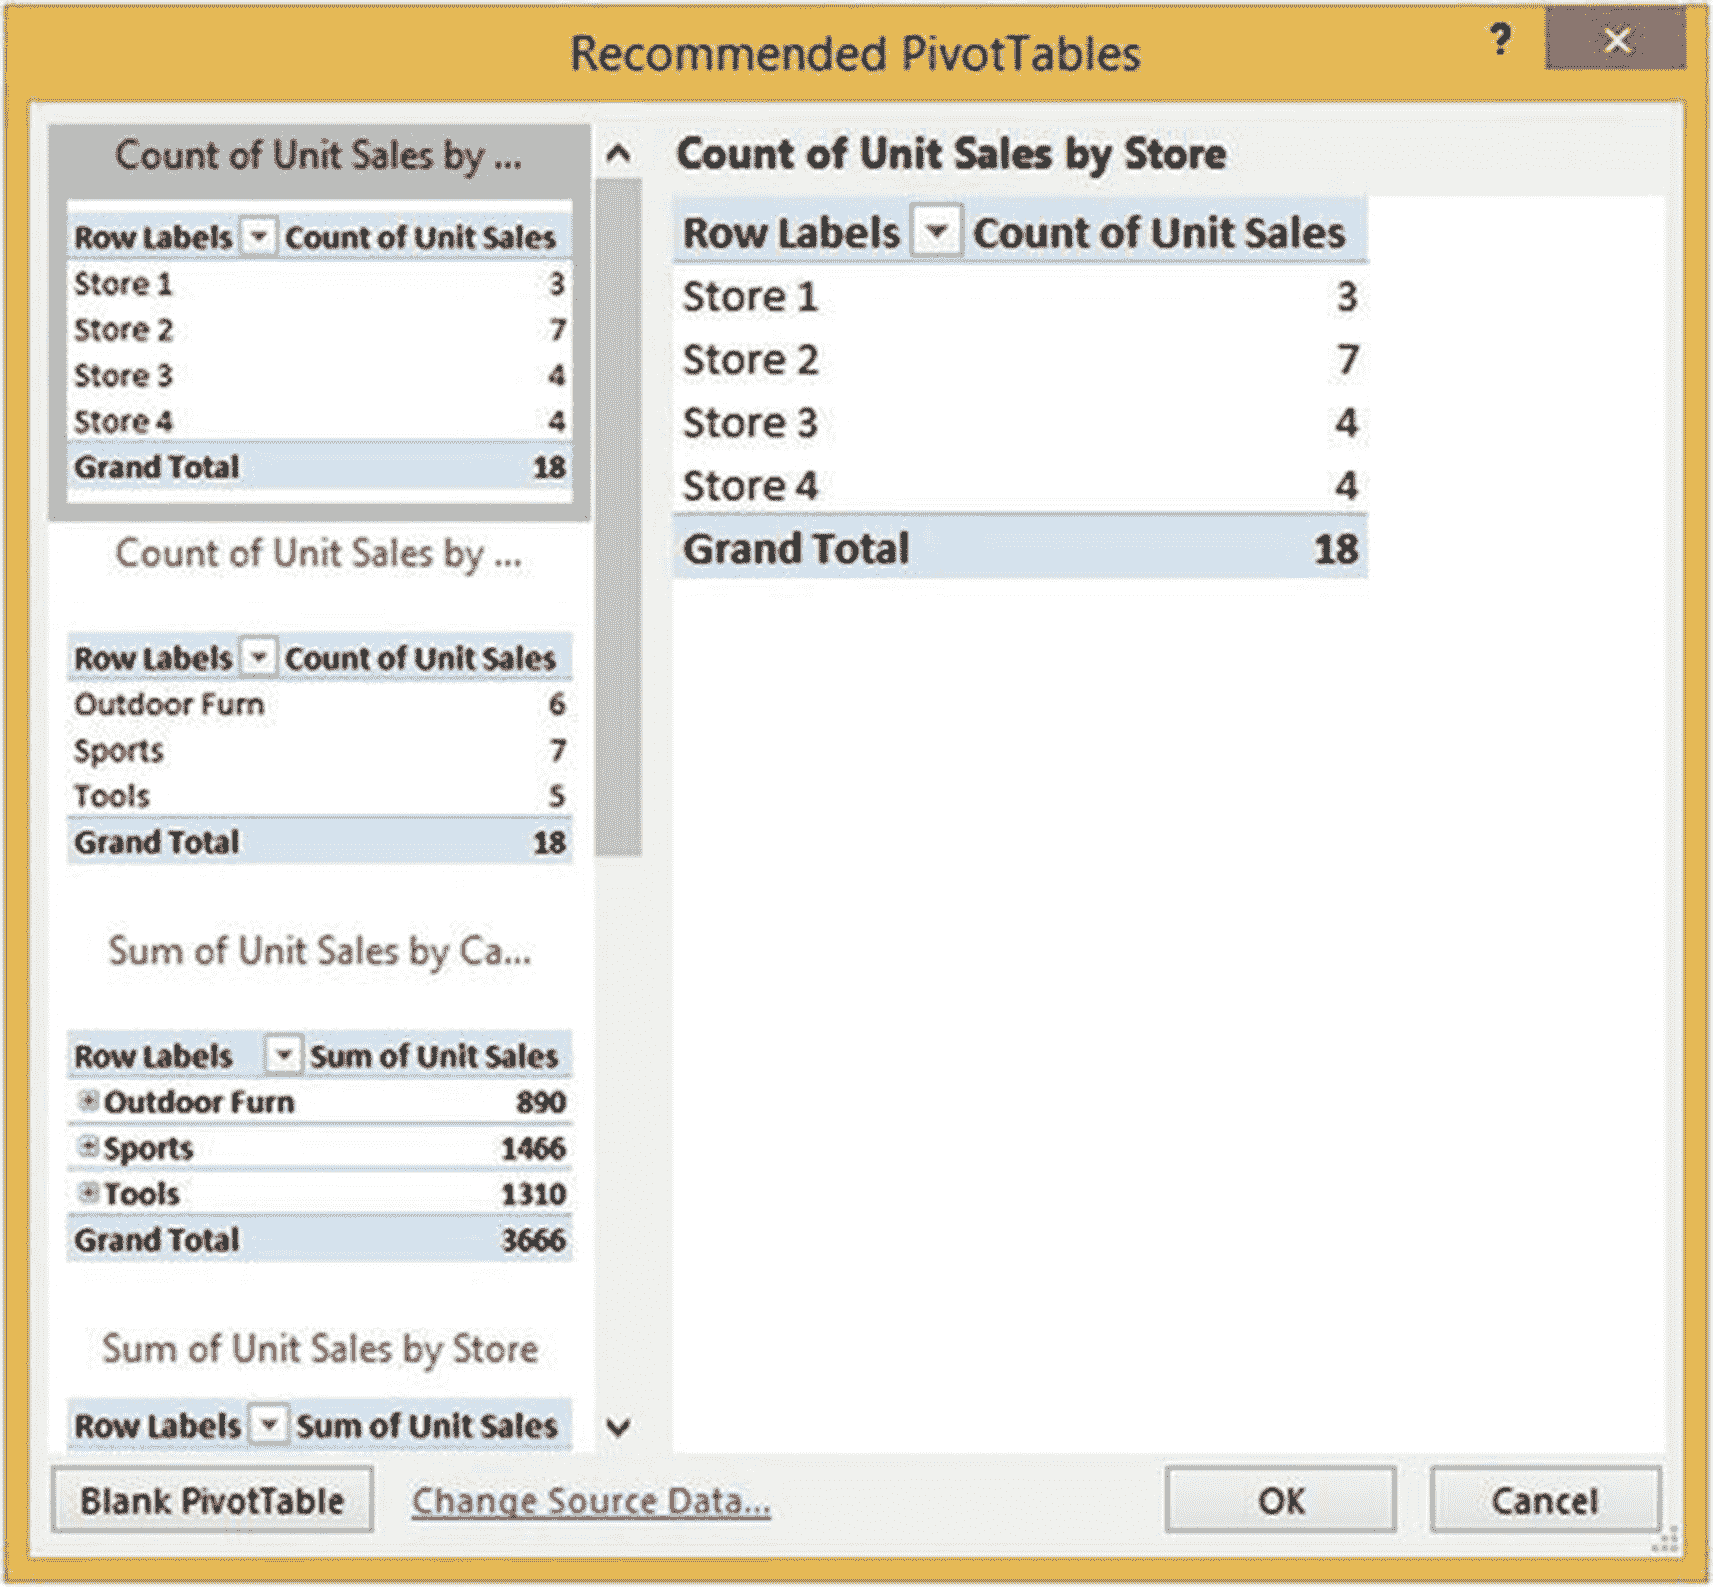 Recommended PivotTables
?
Count of Unit Sales by ...
Row Labels Count of Unit Sales
Store 1 3
Store 2 7
Store 3 4
Store 4 4
Grand Total 18
Count of Unit Sales by ...
Row Labels Count of Unit Sales
Outdoor Furn 6
Sports 7
Tools 5
Grand Total 18
Sum of Unit Sales by Ca...
Row Labels Sum of Unit Sales
Outdoor Furn 890
Sports 1466
Tools 1310
Grand Total 3666
Sum of Unit Sales by Store
Row Labels Sum of Unit Sales
Count of Unit Sales by Store
Row Labels Count of Unit Sales
Store 1 3
Store 2 7
Store 3 4
Store 4 4
Grand Total 18
Blank PivotTable Change Source Data... OK Cancel